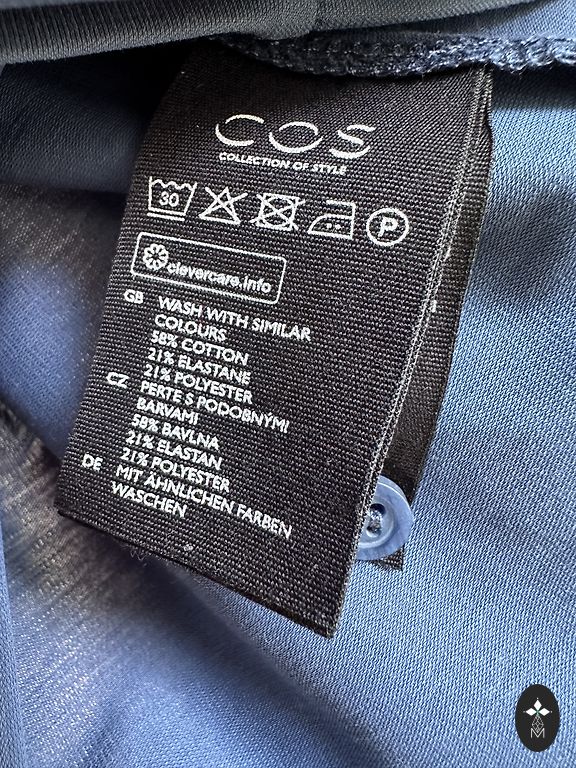 COS
COLLECTION OF STYLE
30
P
clevercare.info
GB WASH WITH SIMILAR
COLOURS
58% COTTON
21% ELASTANE
21% POLYESTER
CZ PERTE S PODOBNÝMI
BARVAMI
58% BAVLNA
21% ELASTAN
21% POLYESTER
DE MIT ÄHNLICHEN FARBEN
WASCHEN
M